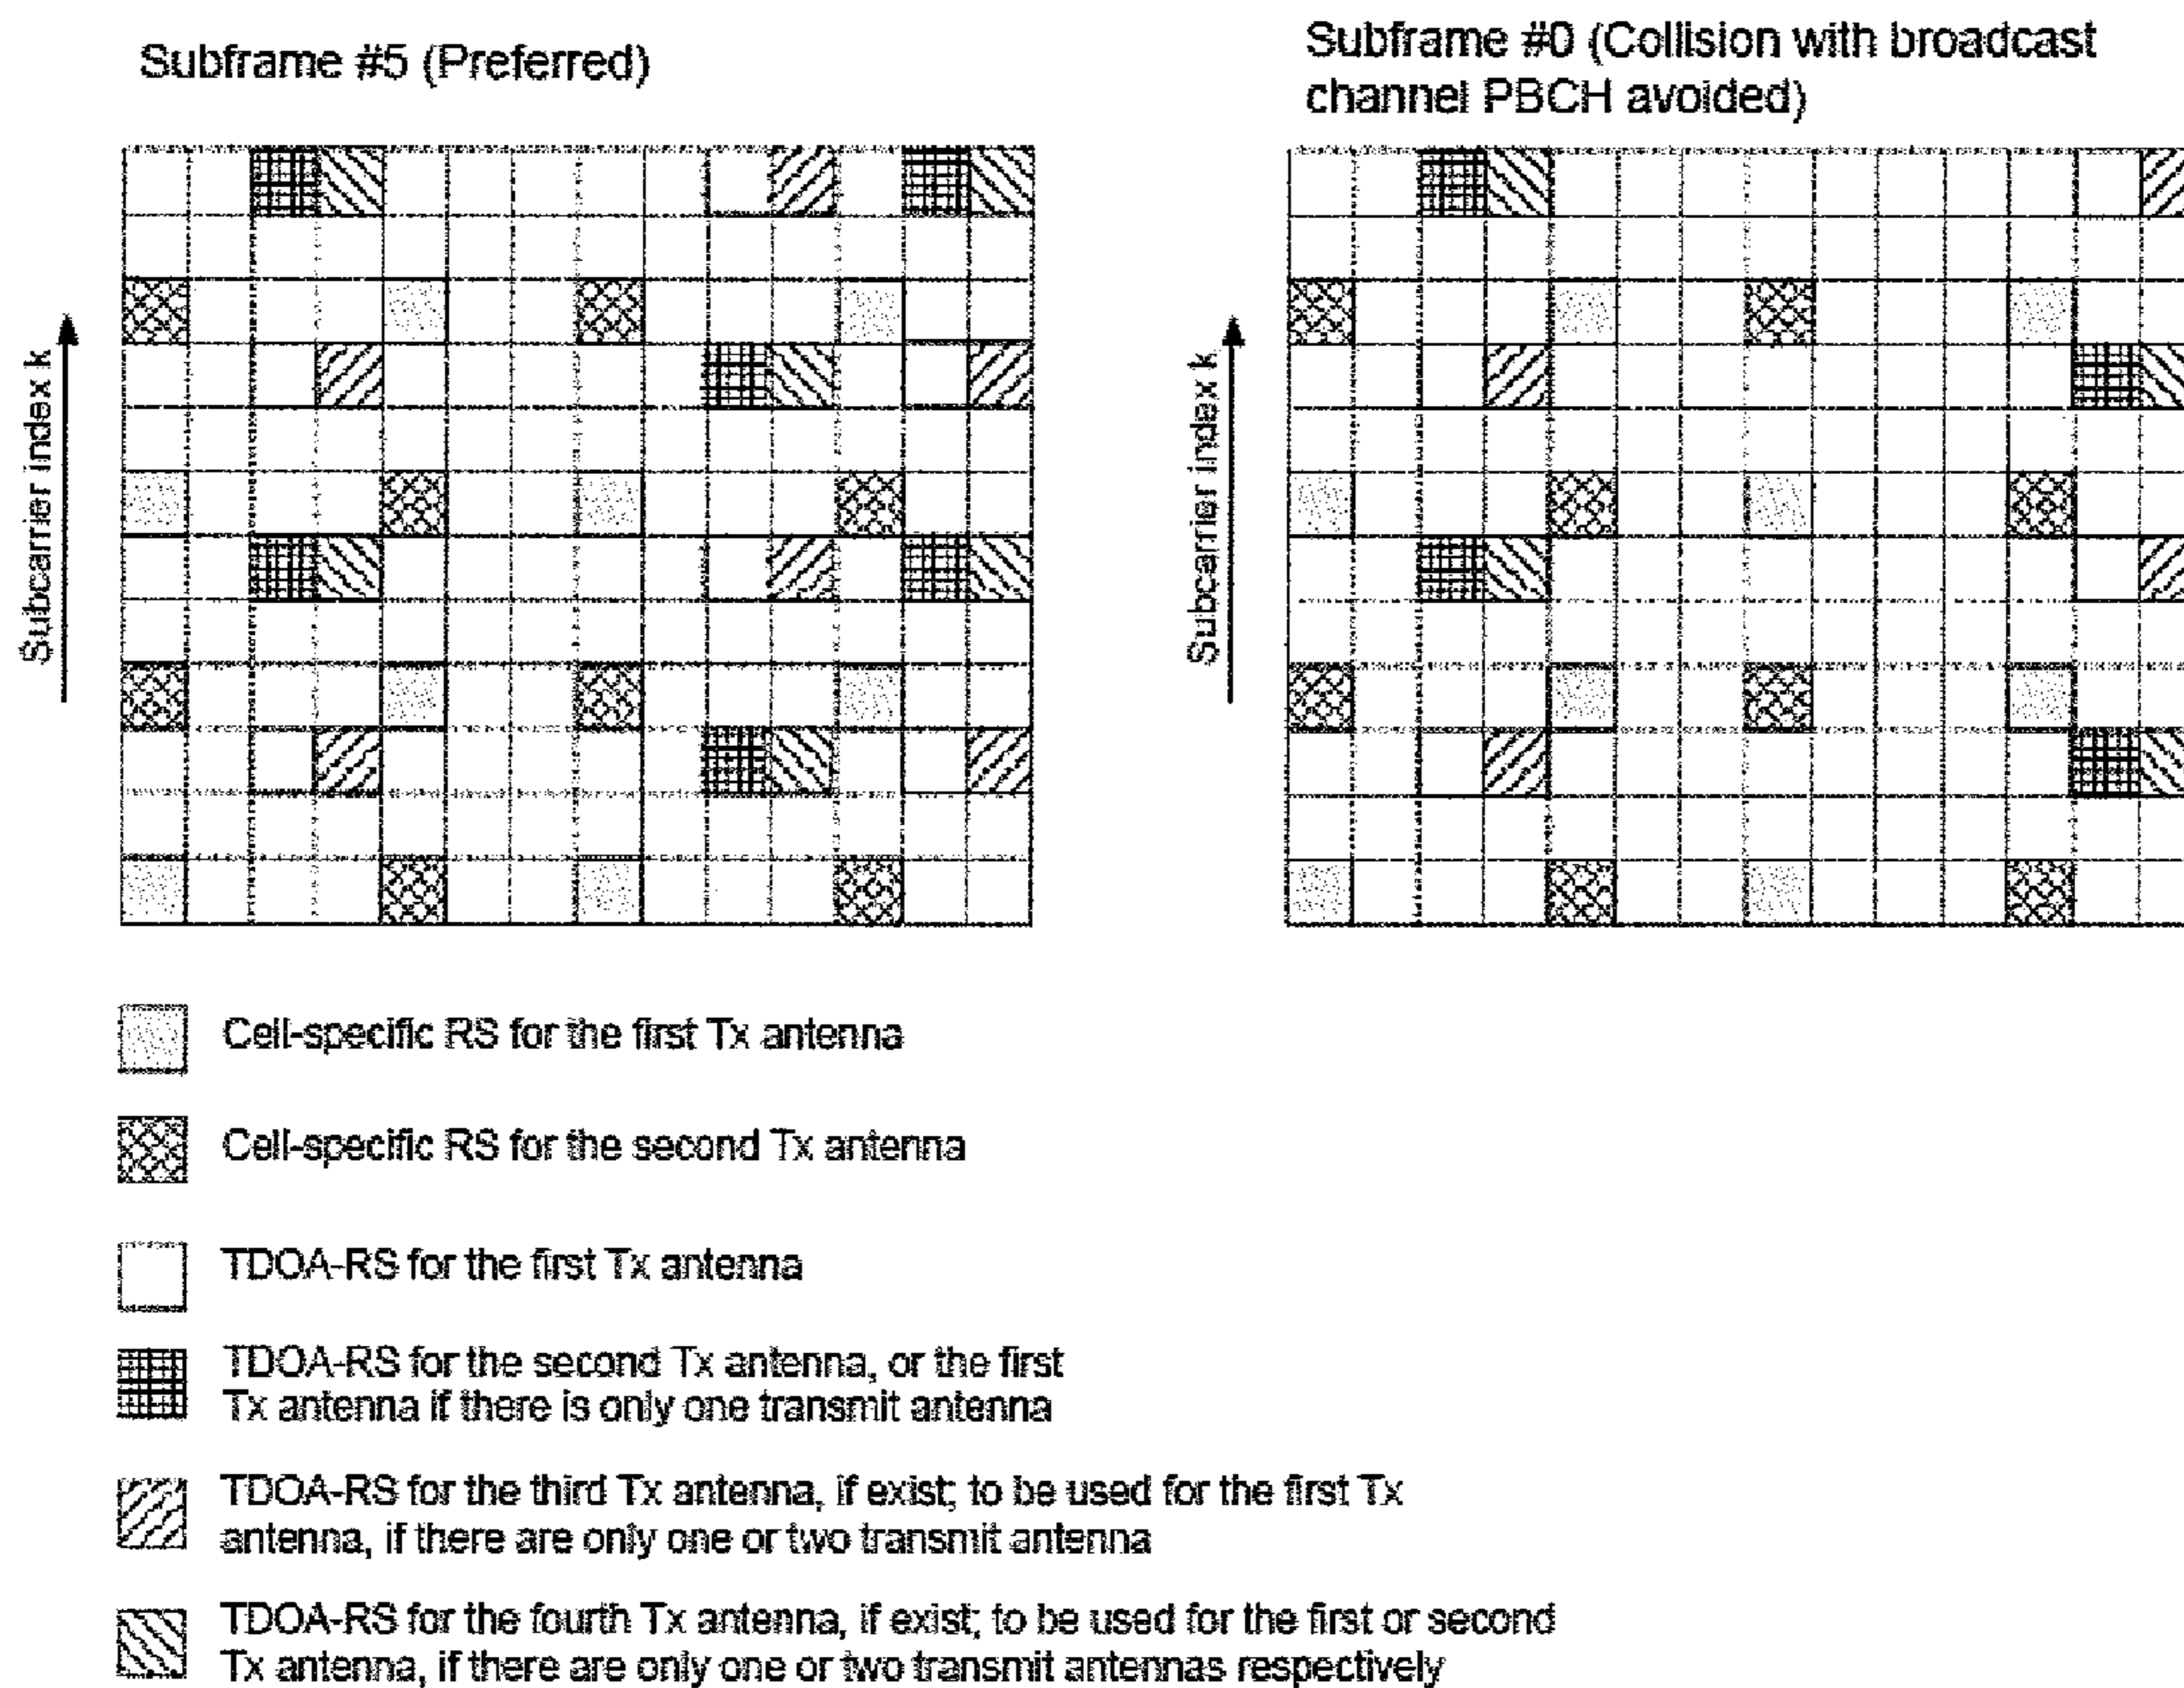 Subframe #5 (Preferred)
Subframe #0 (Collision with broadcast
channel PBCH avoided)
Subcarrier index k
Subcarrier index k
Cell-specific RS for the first Tx antenna
Cell-specific RS for the second Tx antenna
TDOA-RS for the first Tx antenna
TDOA-RS for the second Tx antenna, or the first
Tx antenna if there is only one transmit antenna
TDOA-RS for the third Tx antenna, if exist; to be used for the first Tx
antenna, if there are only one or two transmit antenna
TDOA-RS for the fourth Tx antenna, if exist; to be used for the first or second
Tx antenna, if there are only one or two transmit antennas respectively